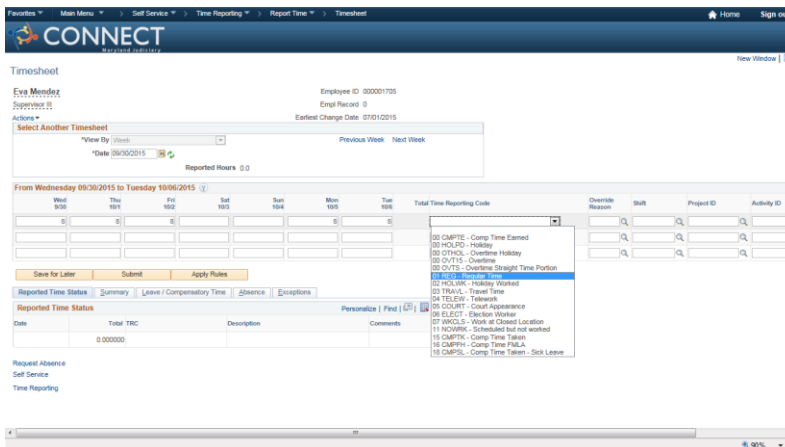 Favorites Main Menu > Self Service > Time Reporting > Report Time > Timesheet Home Sign ou
CONNECT
Maryland Judiciary
New Window |
Timesheet
Eva Mendez Employee ID 000001705
Supervisor III Empl Record 0
Actions Earliest Change Date 07/01/2015
Select Another Timesheet
*View By Week Previous Week Next Week
*Date 09/30/2015
Reported Hours 0.0
From Wednesday 09/30/2015 to Tuesday 10/06/2015
Wed 9/30 Thu 10/1 Fri 10/2 Sat 10/3 Sun 10/4 Mon 10/5 Tue 10/6 Total Time Reporting Code Override Reason Shift Project ID Activity ID
00 CMPTE - Comp Time Earned
00 HOLPD - Holiday
00 OTHOL - Overtime Holiday
00 OVT15 - Overtime
00 OVTS - Overtime Straight Time Portion
01 REG - Regular Time
02 HOLWK - Holiday Worked
03 TRAVL - Travel Time
04 TELEW - Telework
05 COURT - Court Appearance
06 ELECT - Election Worker
07 WKCLS - Work at Closed Location
11 NOWRK - Scheduled but not worked
15 CMPTK - Comp Time Taken
16 CMPFH - Comp Time FMLA
18 CMPSL - Comp Time Taken - Sick Leave
Save for Later Submit Apply Rules
Reported Time Status Summary Leave / Compensatory Time Absence Exceptions
Reported Time Status Personalize | Find |
Date Total TRC Description Comments
0.000000
Request Absence
Self Service
Time Reporting
90%